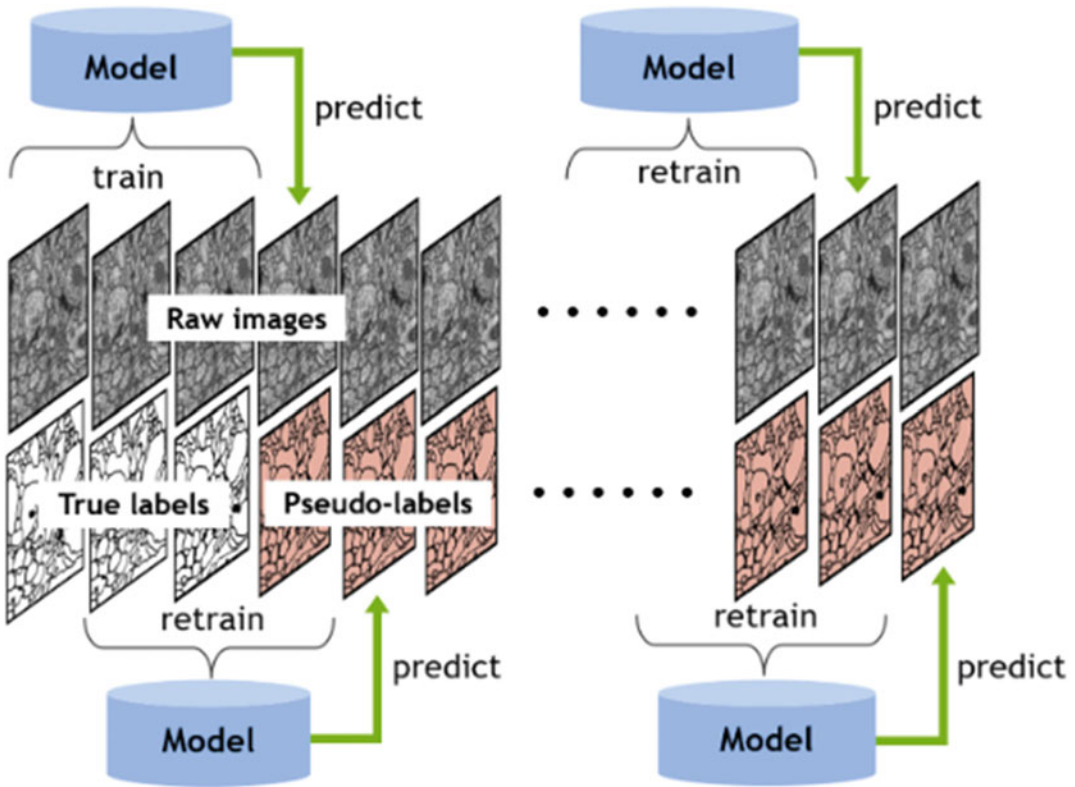 Model
Model
predict
predict
train
retrain
Raw images
True labels
Pseudo-labels
retrain
retrain
predict
predict
Model
Model